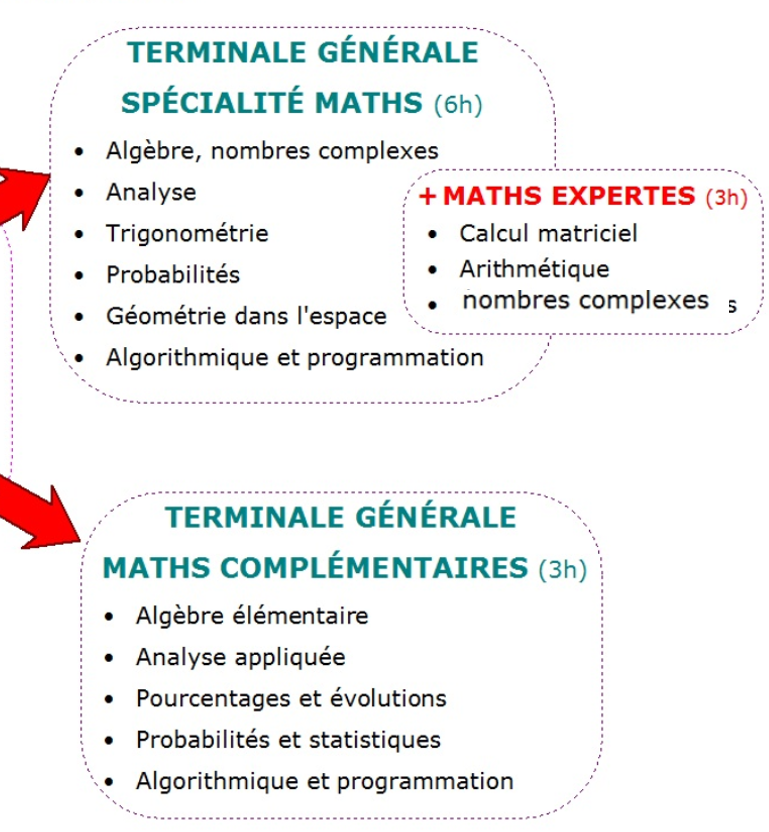 TERMINALE GÉNÉRALE
SPÉCIALITÉ MATHS (6h)
• Algèbre, nombres complexes
• Analyse
• Trigonométrie
• Probabilités
• Géométrie dans l'espace
• Algorithmique et programmation
+ MATHS EXPERTES (3h)
• Calcul matriciel
• Arithmétique
• nombres complexes s
TERMINALE GÉNÉRALE
MATHS COMPLÉMENTAIRES (3h)
• Algèbre élémentaire
• Analyse appliquée
• Pourcentages et évolutions
• Probabilités et statistiques
• Algorithmique et programmation